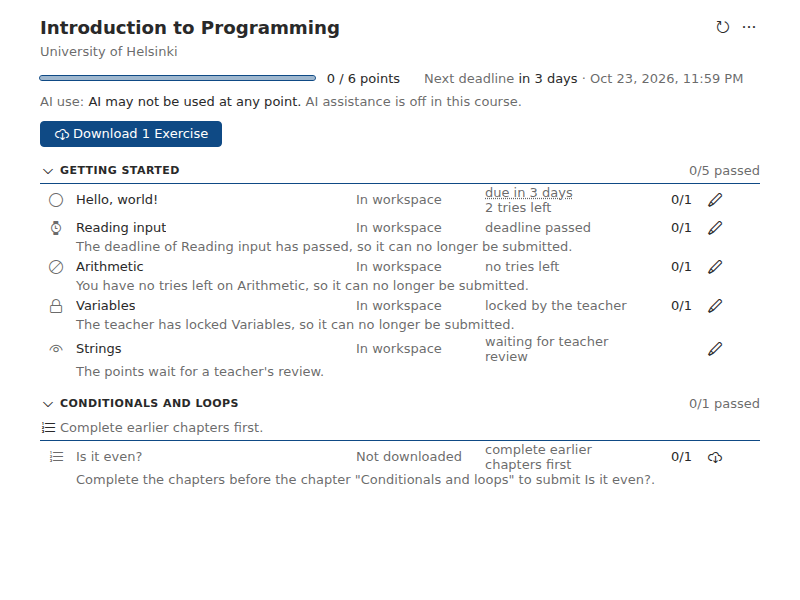 Introduction to Programming
University of Helsinki
0 / 6 points Next deadline in 3 days · Oct 23, 2026, 11:59 PM
AI use: AI may not be used at any point. AI assistance is off in this course.
Download 1 Exercise
GETTING STARTED 0/5 passed
Hello, world! In workspace due in 3 days 0/1
2 tries left
Reading input In workspace deadline passed 0/1
The deadline of Reading input has passed, so it can no longer be submitted.
Arithmetic In workspace no tries left 0/1
You have no tries left on Arithmetic, so it can no longer be submitted.
Variables In workspace locked by the teacher 0/1
The teacher has locked Variables, so it can no longer be submitted.
Strings In workspace waiting for teacher
review
The points wait for a teacher's review.
CONDITIONALS AND LOOPS 0/1 passed
Complete earlier chapters first.
Is it even? Not downloaded complete earlier 0/1
chapters first
Complete the chapters before the chapter "Conditionals and loops" to submit Is it even?.